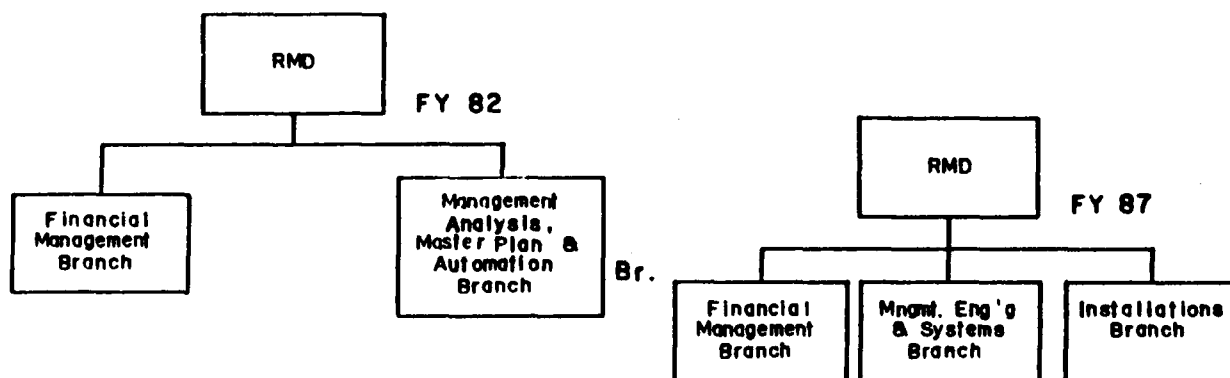 RMD
FY 82
Financial
Management
Branch
Management
Analysis,
Master Plan &
Automation
Branch
Br.
RMD
FY 87
Financial
Management
Branch
Mngmt. Eng'g
& Systems
Branch
Installations
Branch